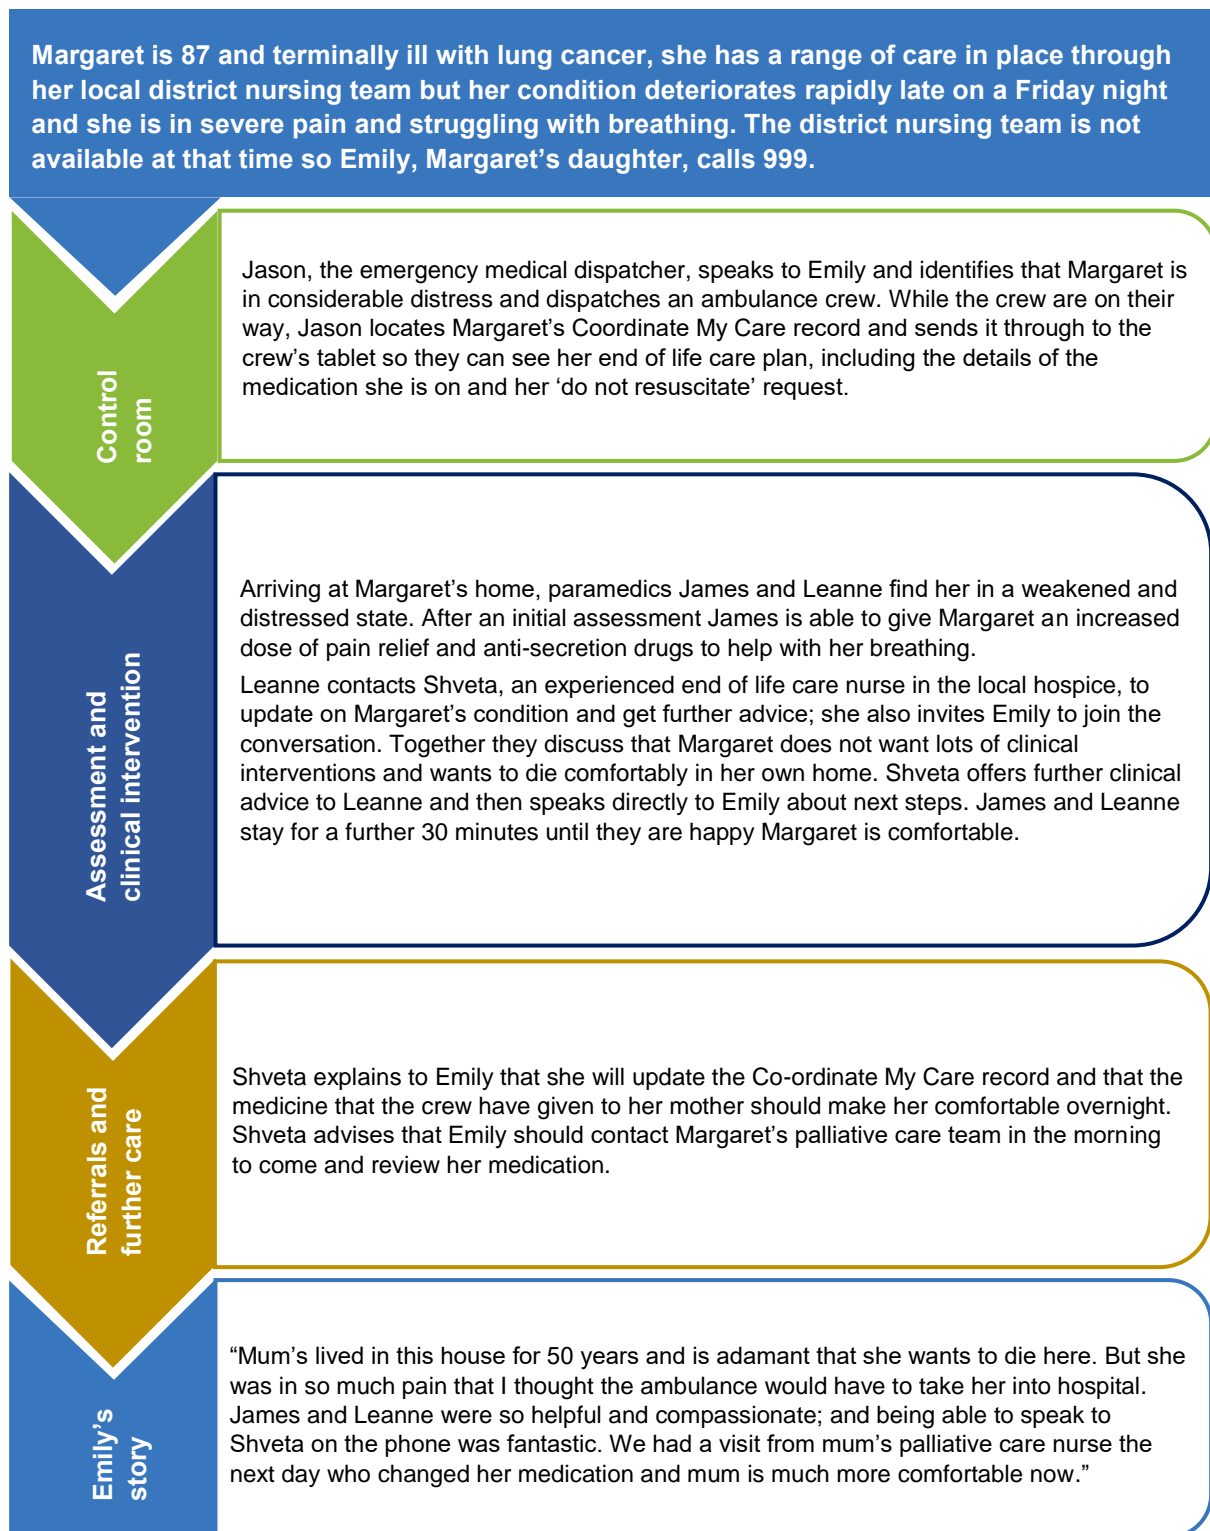 Margaret is 87 and terminally ill with lung cancer, she has a range of care in place through
her local district nursing team but her condition deteriorates rapidly late on a Friday night
and she is in severe pain and struggling with breathing. The district nursing team is not
available at that time so Emily, Margaret’s daughter, calls 999.
Control
room
Jason, the emergency medical dispatcher, speaks to Emily and identifies that Margaret is
in considerable distress and dispatches an ambulance crew. While the crew are on their
way, Jason locates Margaret’s Coordinate My Care record and sends it through to the
crew’s tablet so they can see her end of life care plan, including the details of the
medication she is on and her ‘do not resuscitate’ request.
Assessment and
clinical intervention
Arriving at Margaret’s home, paramedics James and Leanne find her in a weakened and
distressed state. After an initial assessment James is able to give Margaret an increased
dose of pain relief and anti-secretion drugs to help with her breathing.
Leanne contacts Shveta, an experienced end of life care nurse in the local hospice, to
update on Margaret’s condition and get further advice; she also invites Emily to join the
conversation. Together they discuss that Margaret does not want lots of clinical
interventions and wants to die comfortably in her own home. Shveta offers further clinical
advice to Leanne and then speaks directly to Emily about next steps. James and Leanne
stay for a further 30 minutes until they are happy Margaret is comfortable.
Referrals and
further care
Shveta explains to Emily that she will update the Co-ordinate My Care record and that the
medicine that the crew have given to her mother should make her comfortable overnight.
Shveta advises that Emily should contact Margaret’s palliative care team in the morning
to come and review her medication.
Emily’s
story
“Mum’s lived in this house for 50 years and is adamant that she wants to die here. But she
was in so much pain that I thought the ambulance would have to take her into hospital.
James and Leanne were so helpful and compassionate; and being able to speak to
Shveta on the phone was fantastic. We had a visit from mum’s palliative care nurse the
next day who changed her medication and mum is much more comfortable now.”